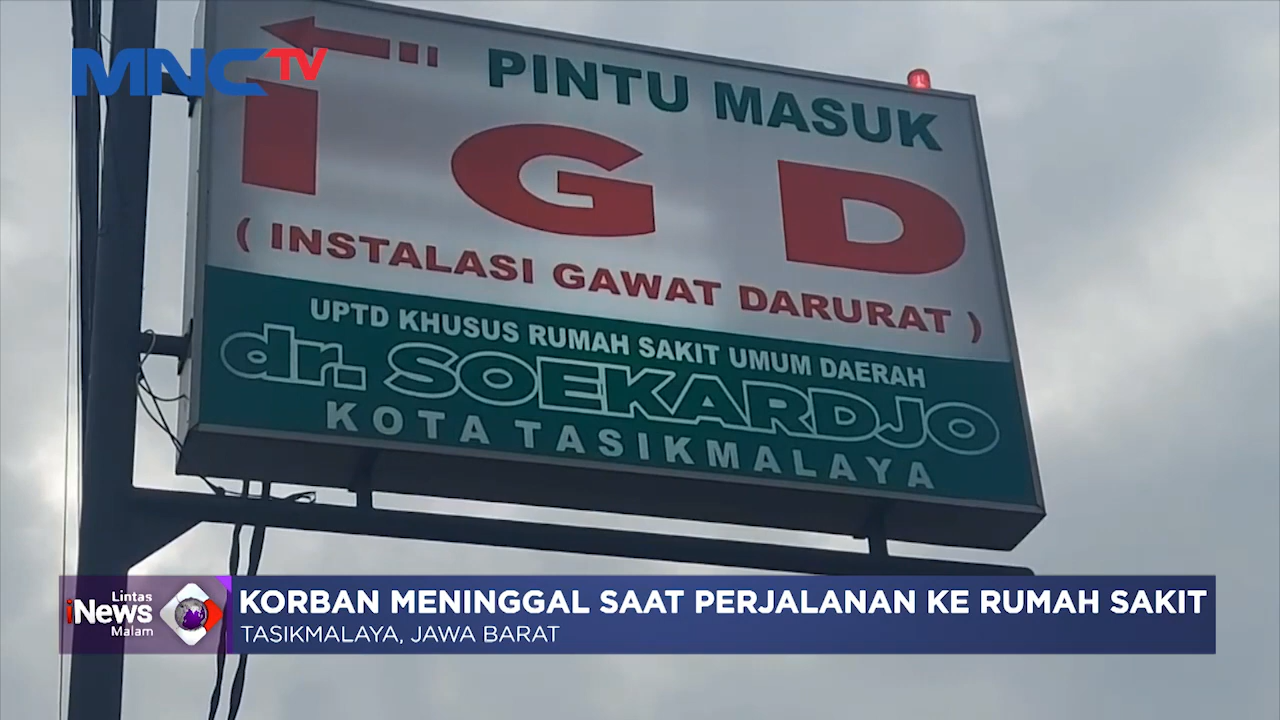 MNCTV
PINTU MASUK
IGD
( INSTALASI GAWAT DARURAT )
UPTD KHUSUS RUMAH SAKIT UMUM DAERAH
dr. SOEKARDJO
KOTA TASIKMALAYA
Lintas
iNews
Malam
KORBAN MENINGGAL SAAT PERJALANAN KE RUMAH SAKIT
TASIKMALAYA, JAWA BARAT